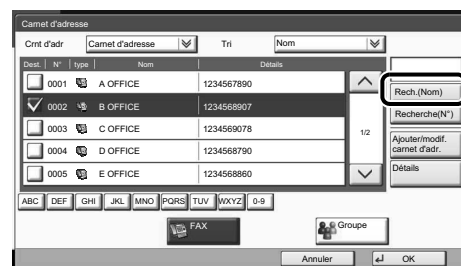 Carnet d'adresse
Crnt d'adr Carnet d'adresse Tri Nom
Dest. N° type Nom Détails
0001 A OFFICE 1234567890
0002 B OFFICE 1234568907
0003 C OFFICE 1234569078
0004 D OFFICE 1234568790
0005 E OFFICE 1234568860
1/2
Rech.(Nom)
Recherche(N°)
Ajouter/modif.
carnet d'adr.
Détails
ABC DEF GHI JKL MNO PQRS TUV WXYZ 0-9
FAX Groupe
Annuler OK